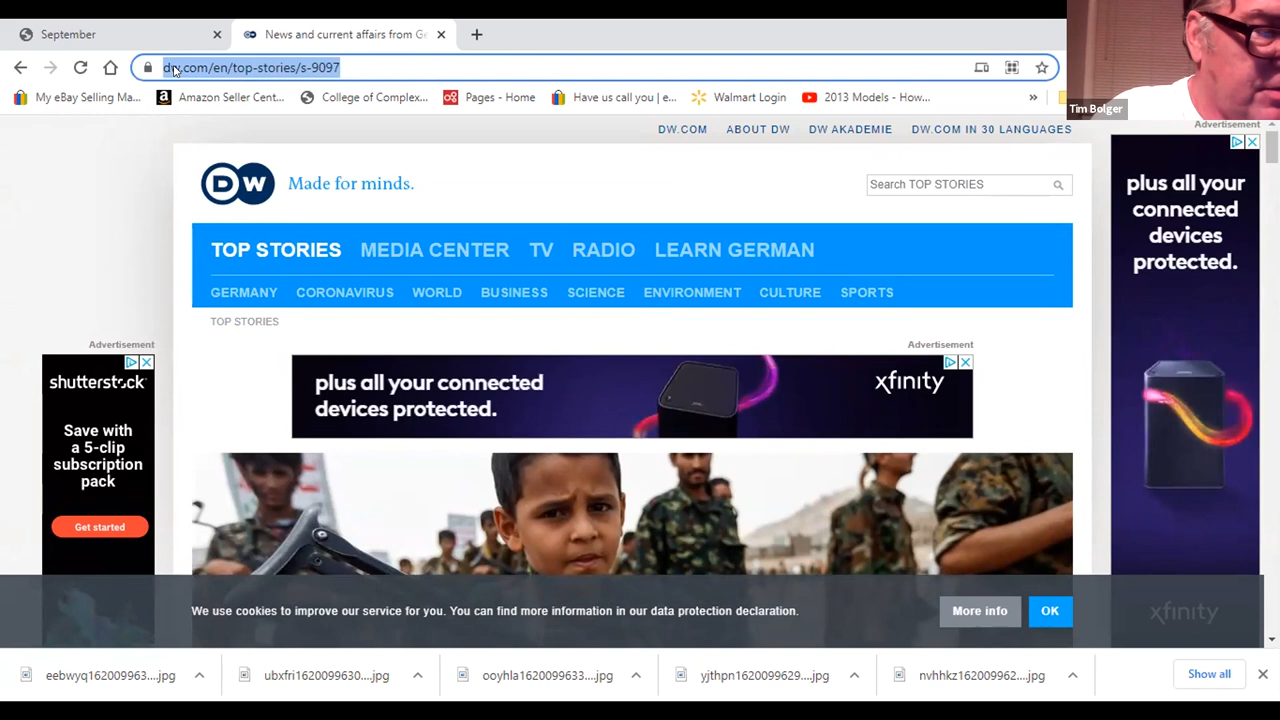 September
News and current affairs from Ge
dw.com/en/top-stories/s-9097
My eBay Selling Ma...
Amazon Seller Cent...
College of Complex...
Pages - Home
Have us call you | e...
Walmart Login
2013 Models - How...
»
Tim Bolger
DW.COM
ABOUT DW
DW AKADEMIE
DW.COM IN 30 LANGUAGES
Advertisement
DW
Made for minds.
Search TOP STORIES
TOP STORIES
MEDIA CENTER
TV
RADIO
LEARN GERMAN
GERMANY
CORONAVIRUS
WORLD
BUSINESS
SCIENCE
ENVIRONMENT
CULTURE
SPORTS
TOP STORIES
Advertisement
shutterstock
Save with
a 5-clip
subscription
pack
Get started
Advertisement
plus all your connected
devices protected.
xfinity
plus all your
connected
devices
protected.
xfinity
We use cookies to improve our service for you. You can find more information in our data protection declaration.
More info
OK
eebwyq162009963....jpg
ubxfri1620099630....jpg
ooyhla1620099633....jpg
yjthpn1620099629....jpg
nvhhkz162009962....jpg
Show all